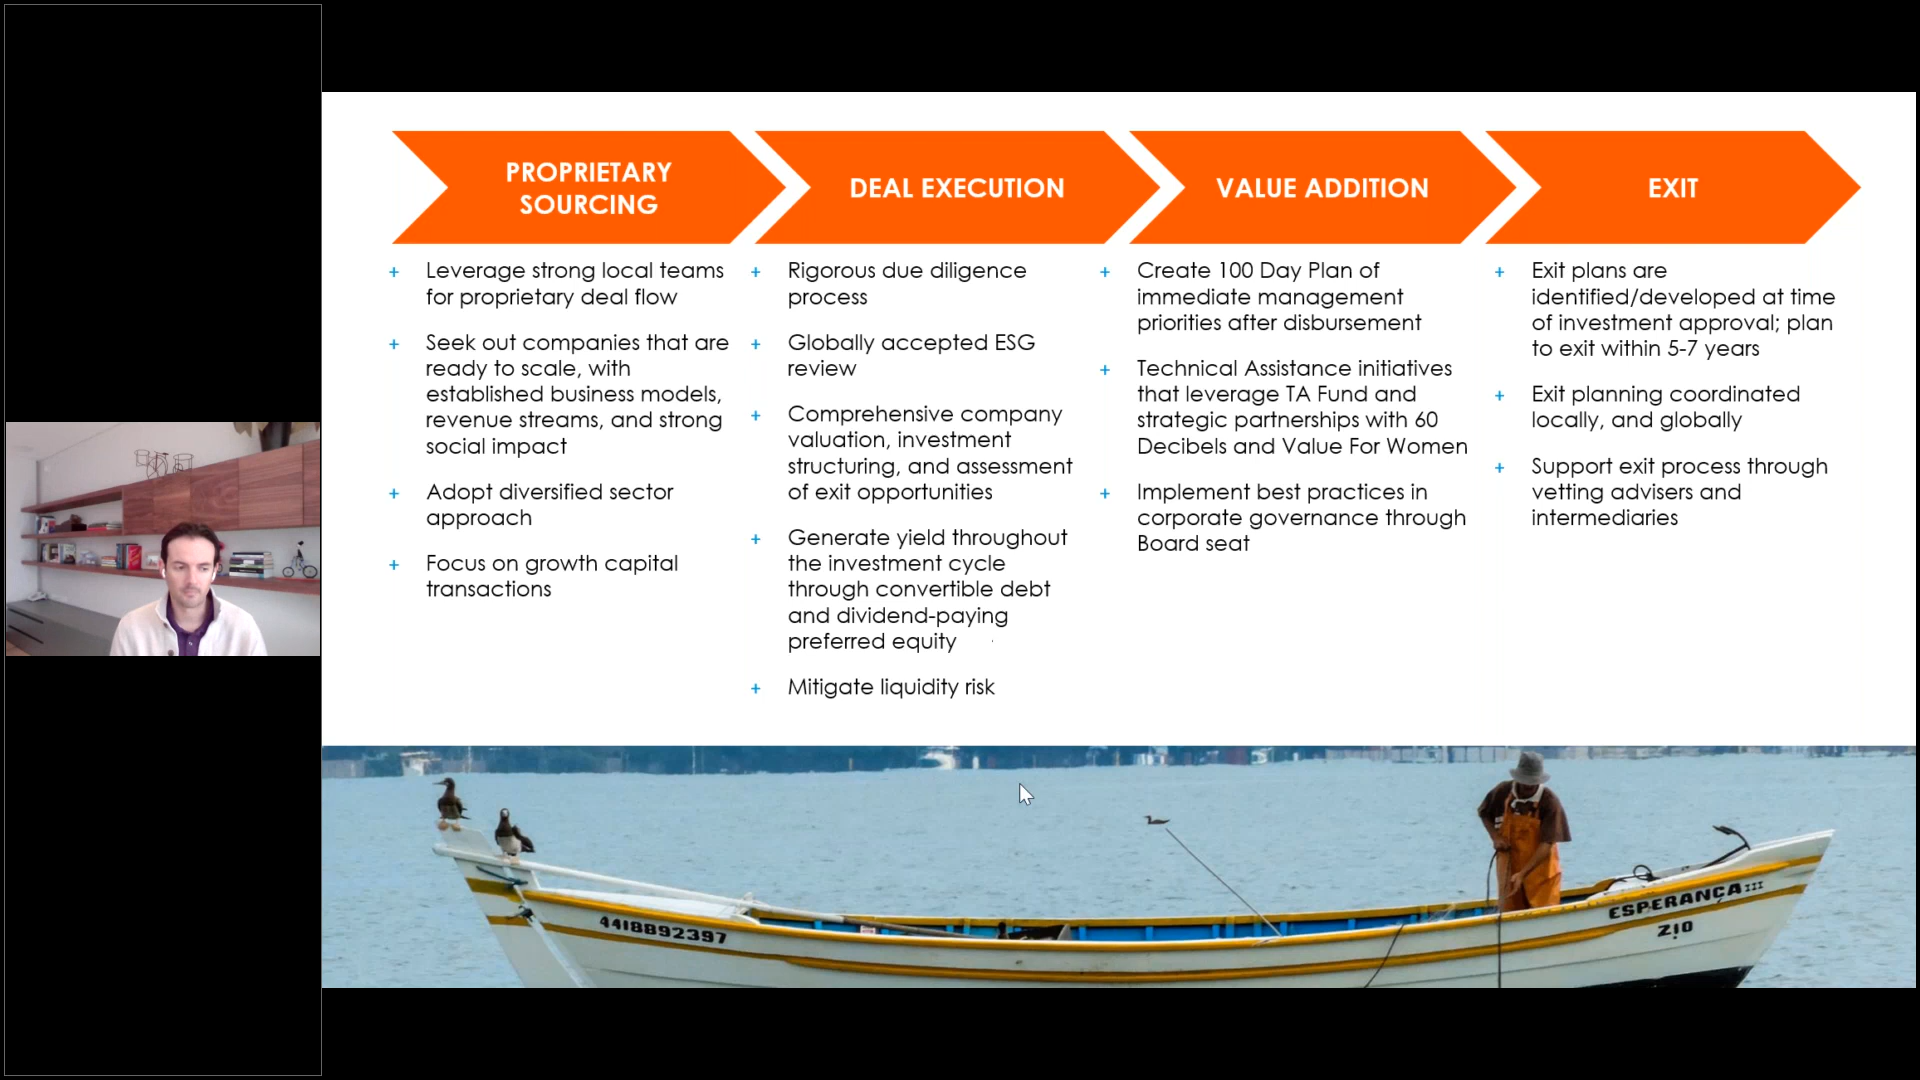 PROPRIETARY
SOURCING
+ Leverage strong local teams
for proprietary deal flow
+ Seek out companies that are
ready to scale, with
established business models,
revenue streams, and strong
social impact
+ Adopt diversified sector
approach
+ Focus on growth capital
transactions
DEAL EXECUTION
+ Rigorous due diligence
process
+ Globally accepted ESG
review
+ Comprehensive company
valuation, investment
structuring, and assessment
of exit opportunities
+ Generate yield throughout
the investment cycle
through convertible debt
and dividend-paying
preferred equity
+ Mitigate liquidity risk
VALUE ADDITION
+ Create 100 Day Plan of
immediate management
priorities after disbursement
+ Technical Assistance initiatives
that leverage TA Fund and
strategic partnerships with 60
Decibels and Value For Women
+ Implement best practices in
corporate governance through
Board seat
EXIT
+ Exit plans are
identified/developed at time
of investment approval; plan
to exit within 5-7 years
+ Exit planning coordinated
locally, and globally
+ Support exit process through
vetting advisers and
intermediaries
4418892397
ESPERANÇA III
ZIO